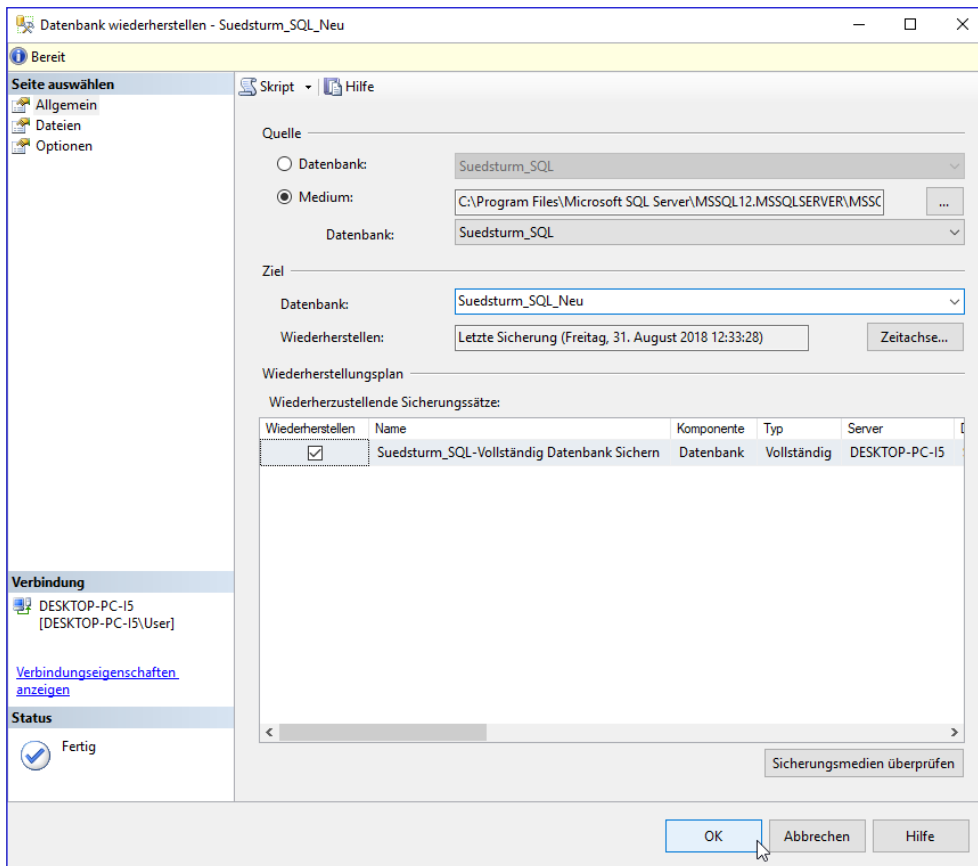 Datenbank wiederherstellen - Suedsturm_SQL_Neu
Bereit
Seite auswählen
Allgemein
Dateien
Optionen
Skript
Hilfe
Quelle
Datenbank: Suedsturm_SQL
Medium: C:\Program Files\Microsoft SQL Server\MSSQL12.MSSQLSERVER\MSSQ ...
Datenbank: Suedsturm_SQL
Ziel
Datenbank: Suedsturm_SQL_Neu
Wiederherstellen: Letzte Sicherung (Freitag, 31. August 2018 12:33:28) Zeitachse...
Wiederherstellungsplan
Wiederherzustellende Sicherungssätze:
Wiederherstellen Name Komponente Typ Server
Suedsturm_SQL-Vollständig Datenbank Sichern Datenbank Vollständig DESKTOP-PC-I5
Verbindung
DESKTOP-PC-I5
[DESKTOP-PC-I5\User]
Verbindungseigenschaften
anzeigen
Status
Fertig
Sicherungsmedien überprüfen
OK Abbrechen Hilfe